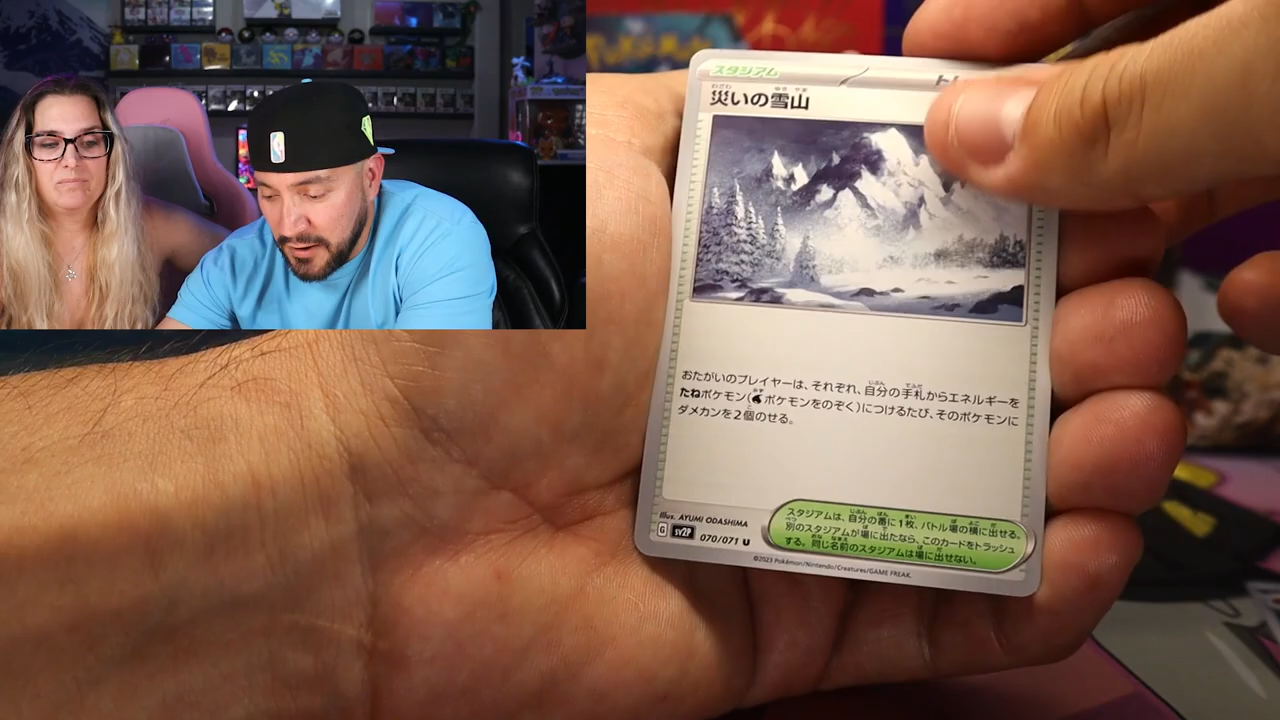 スタジアム
災いの雪山
おたがいのプレイヤーは、それぞれ、自分の手札からエネルギーを
たねポケモン(ポケモンをのぞく)につけるたび、そのポケモンに
ダメカンを2個のせる。
Illus. AYUMI ODASHIMA
G SV2P 070/071 U
スタジアムは、自分の番に1枚、バトル場の横に出せる。
別のスタジアムが場に出たなら、このカードをトラッシュ
する。同じ名前のスタジアムは場に出せない。
©2023 Pokémon/Nintendo/Creatures/GAME FREAK.